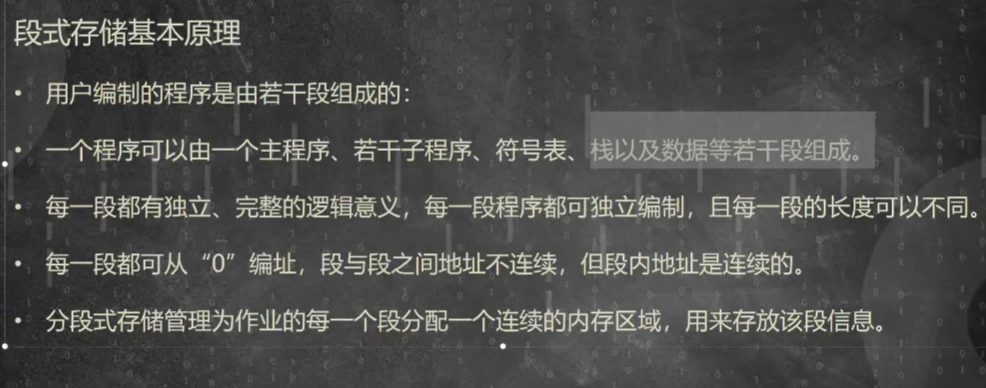 段式存储基本原理
• 用户编制的程序是由若干段组成的：
• 一个程序可以由一个主程序、若干子程序、符号表、栈以及数据等若干段组成。
• 每一段都有独立、完整的逻辑意义，每一段程序都可独立编制，且每一段的长度可以不同。
• 每一段都可从“0”编址，段与段之间地址不连续，但段内地址是连续的。
• 分段式存储管理为作业的每一个段分配一个连续的内存区域，用来存放该段信息。